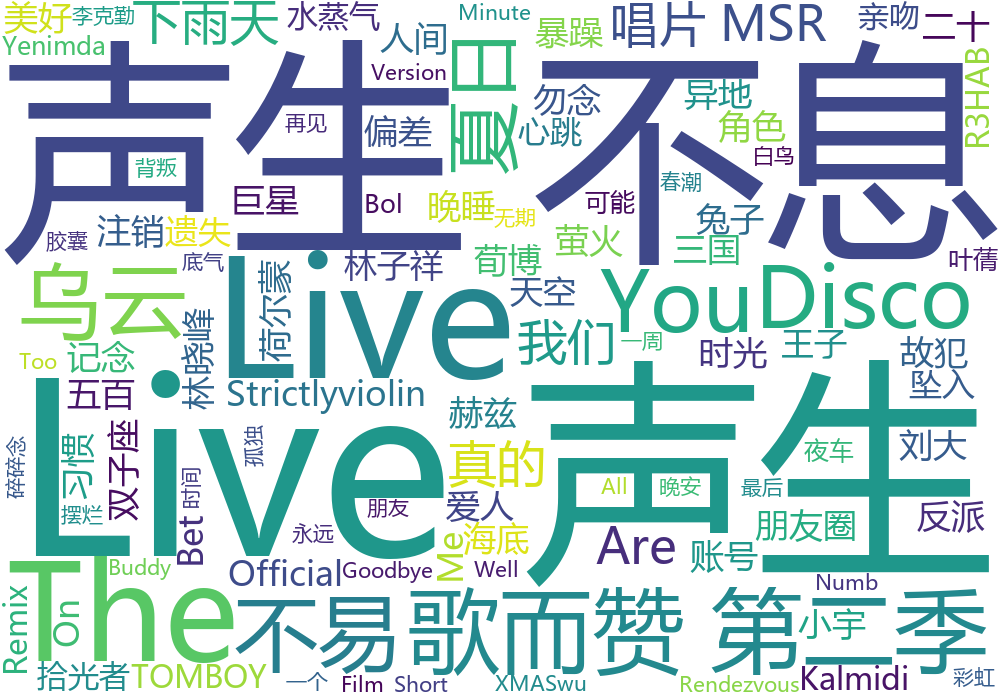 美好
李克勤
下雨天
水蒸气
Minute
唱片 MSR
亲吻
二十
Yenimda
人间
暴躁
声生
不息
Version
夏日
勿念
异地
R3HAB
再见
偏差
心跳
角色
白鸟
背叛
巨星
Bol
晚睡
无期
可能
春潮
兔子
胶囊
注销
遗失
底气
林子祥
荀博
萤火
三国
叶蒨
乌云
Live
荷尔蒙
天空
You
Disco
Too
记念
林晓峰
我们
一周
时光
王子
故犯
坠入
五百
Strictlyviolin
赫兹
声生
刘大
Live
碎碎念
习惯
双子座
孤独
真的
夜车
摆烂
时间
朋友
爱人
All
晚安
最后
反派
Bet
永远
Me
海底
Are
账号
朋友圈
The
Buddy
Official
Goodbye
Well
Numb
Remix
On
不易
歌而赞
第二季
小宇
拾光者
TOMBOY
一个
Film
Short
XMASwu
Rendezvous
Kalmidi
彩虹